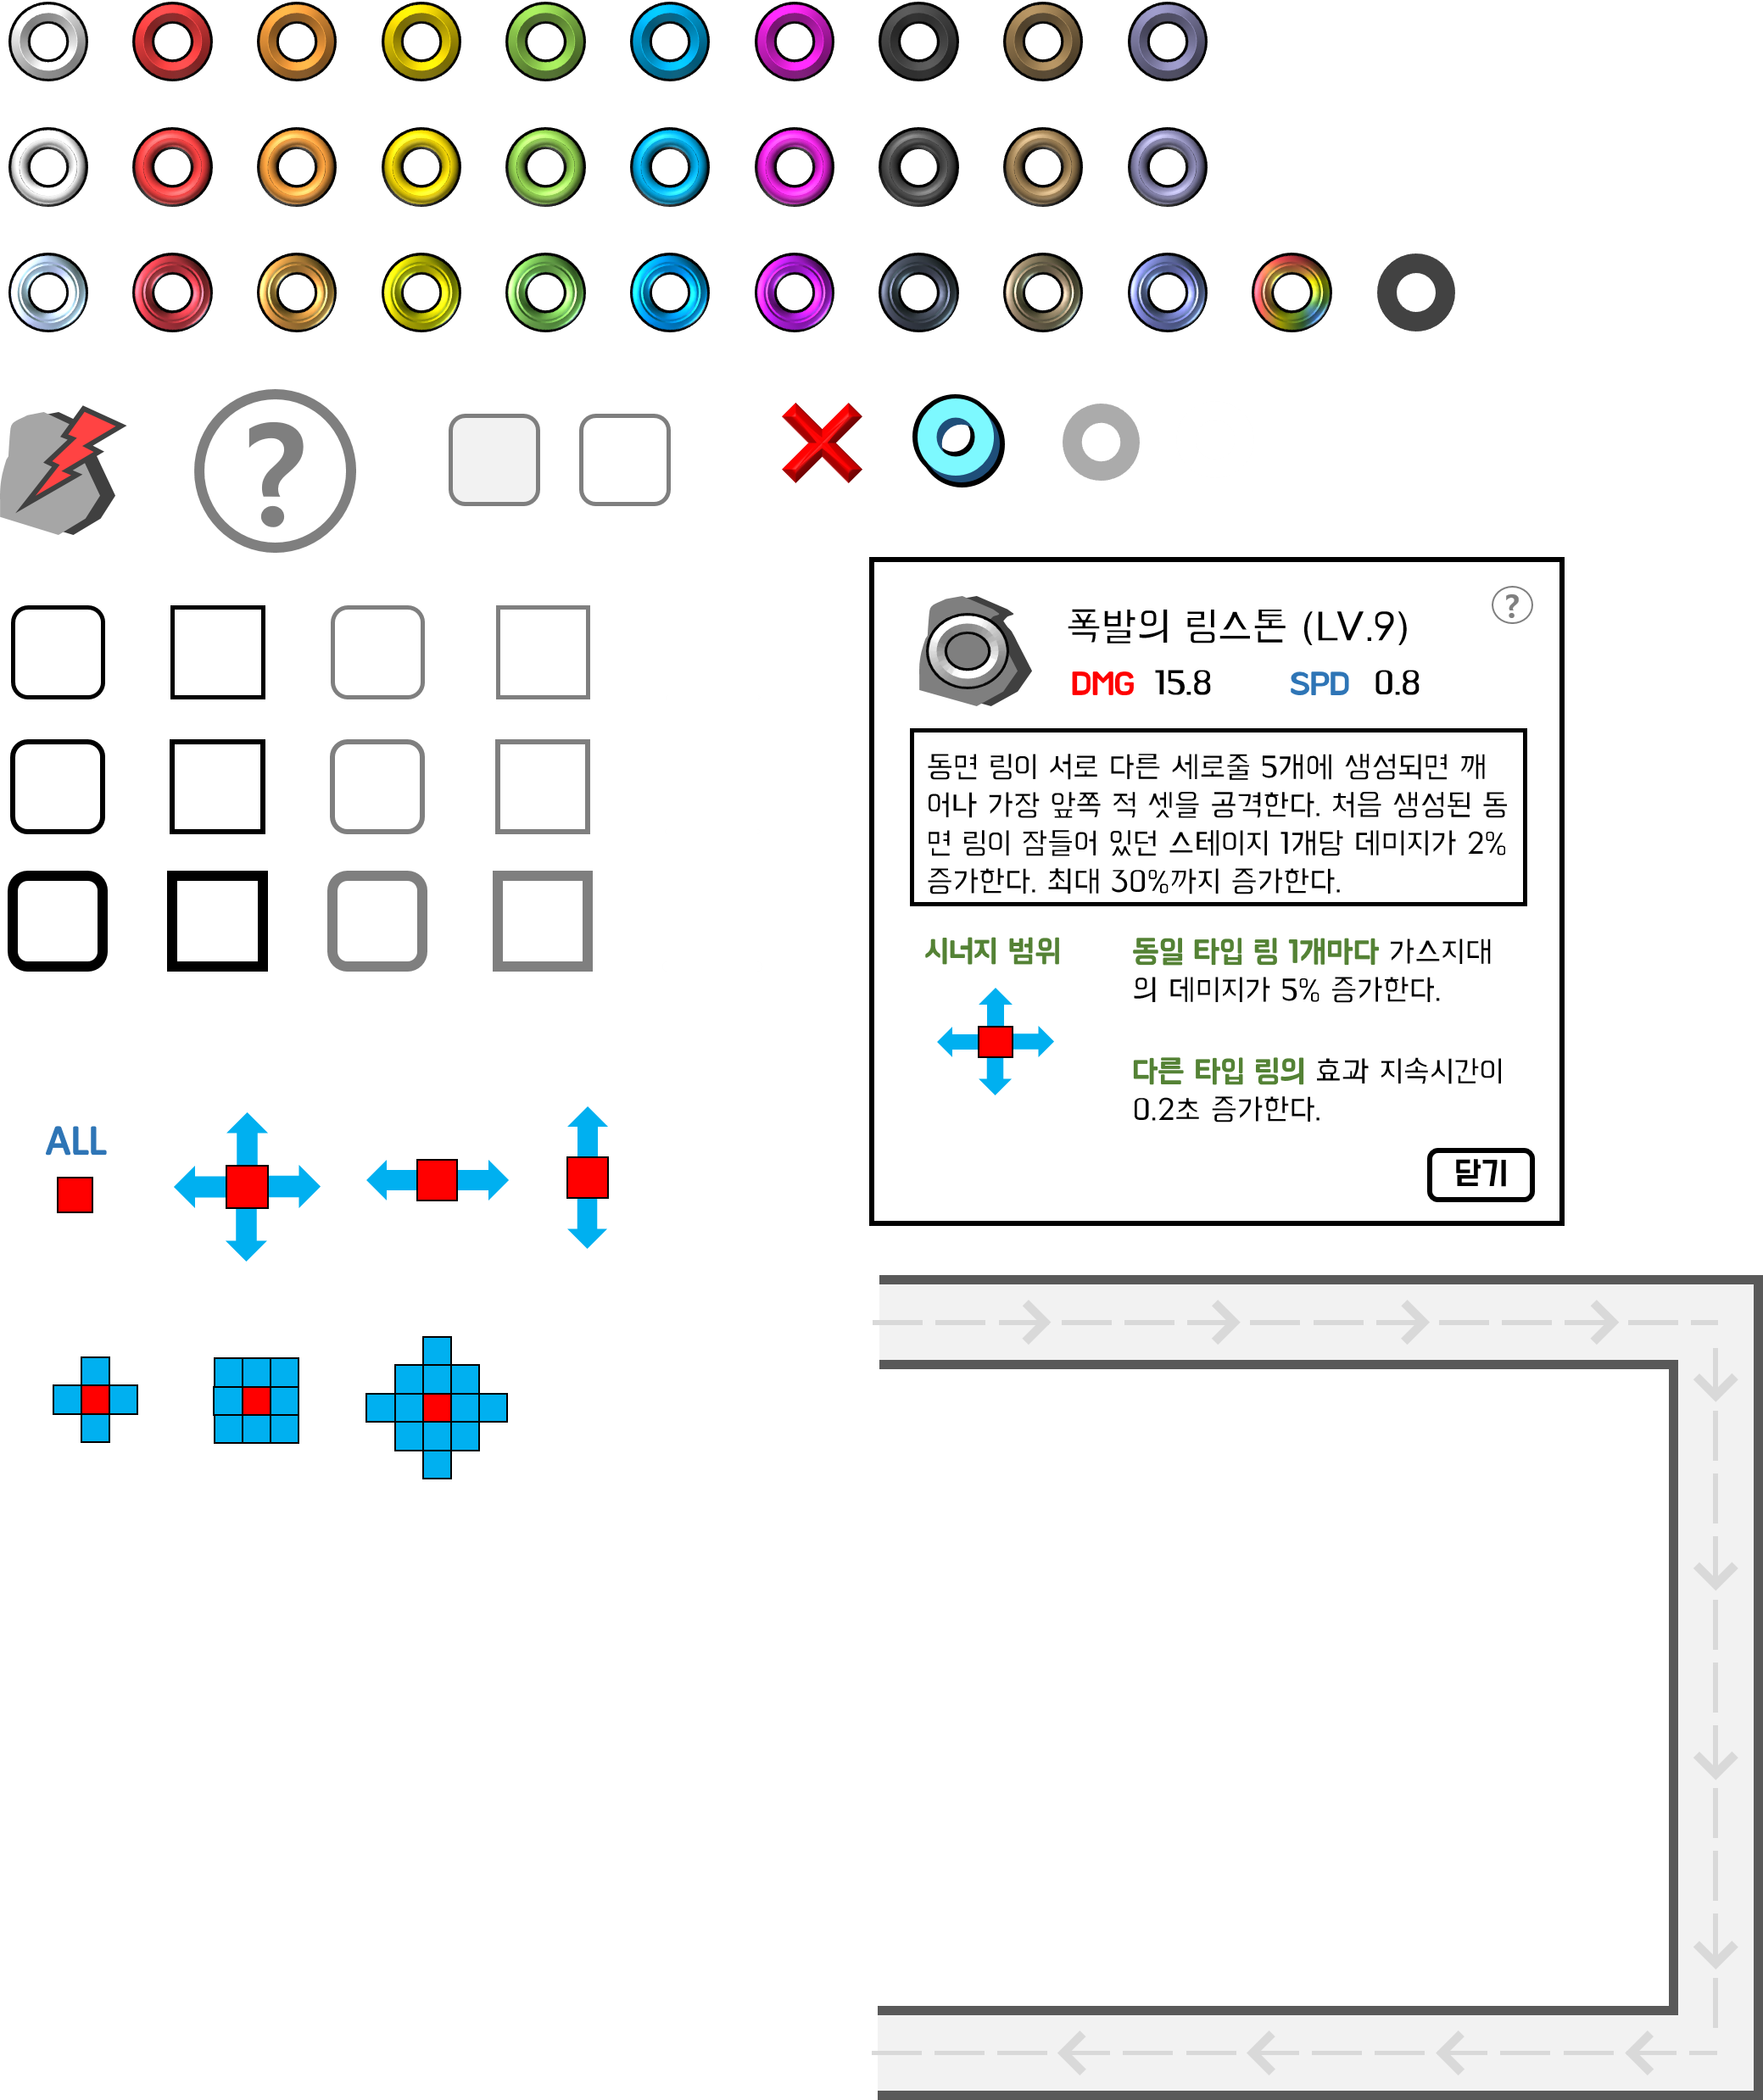 ?
?
폭발의 링스톤 (LV.9)
DMG 15.8 SPD 0.8
동면 링이 서로 다른 세로줄 5개에 생성되면 깨
어나 가장 앞쪽 적 셋을 공격한다. 처음 생성된 동
면 링이 잠들어 있던 스테이지 1개당 데미지가 2%
증가한다. 최대 30%까지 증가한다.
시너지 범위
동일 타입 링 1개마다 가스지대
의 데미지가 5% 증가한다.
다른 타입 링의 효과 지속시간이
0.2초 증가한다.
닫기
ALL